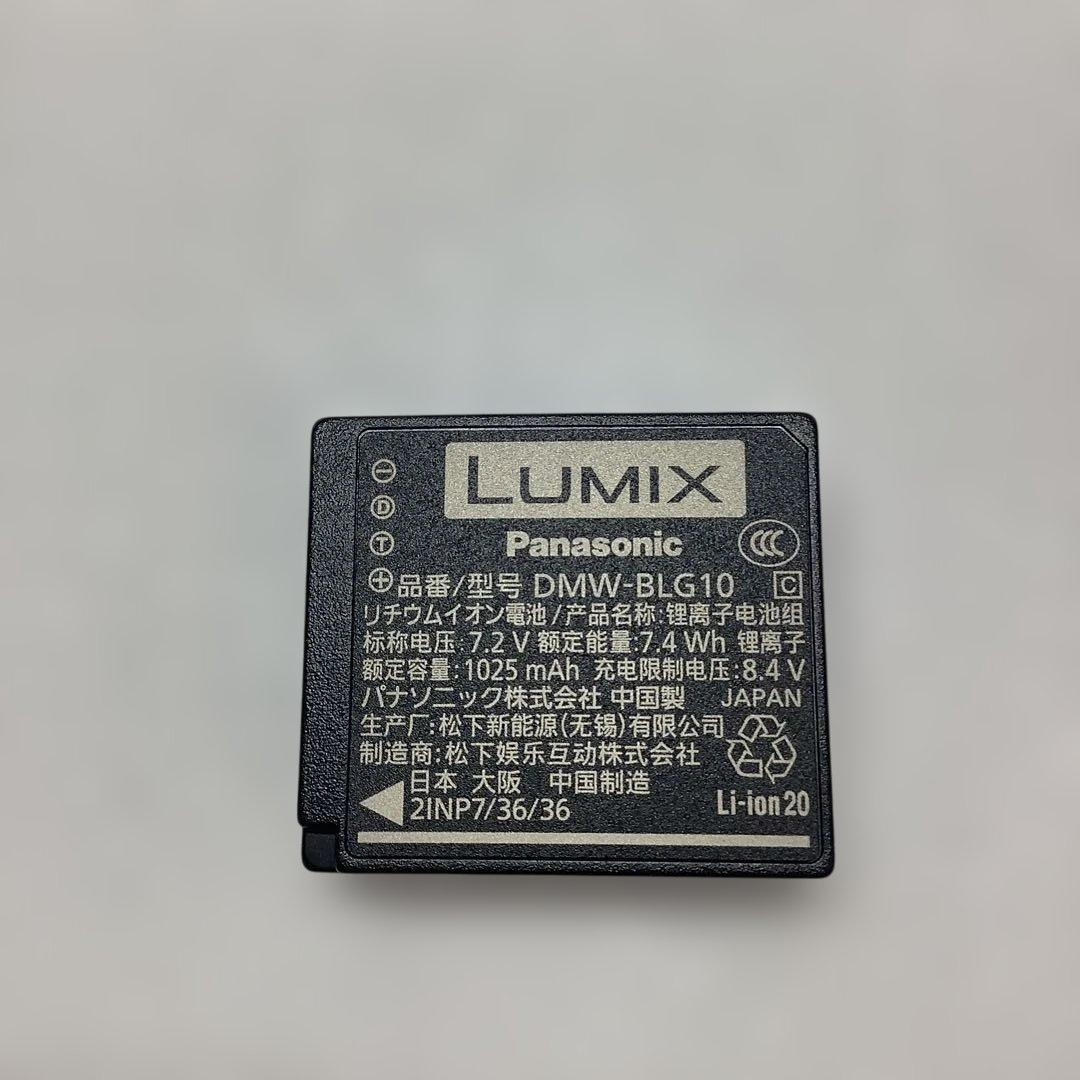 LUMIX
Panasonic
品番/型号 DMW-BLG10
リチウムイオン電池/产品名称:锂离子电池组
标称电压:7.2 V 额定能量:7.4 Wh 锂离子
额定容量:1025 mAh 充电限制电压:8.4 V
パナソニック株式会社 中国製 JAPAN
生产厂:松下新能源(无锡)有限公司
制造商:松下娱乐互动株式会社
日本 大阪 中国制造
2INP7/36/36
Li-ion20
D
T
C
CCC